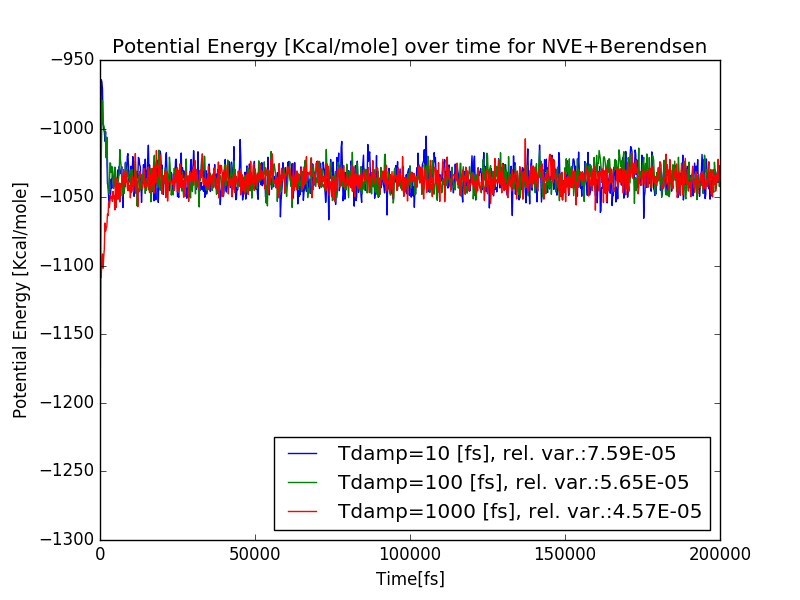 Potential Energy [Kcal/mole] over time for NVE+Berendsen
Potential Energy [Kcal/mole]
−950
−1000
−1050
−1100
−1150
−1200
−1250
−1300
Tdamp=10 [fs], rel. var.:7.59E-05
Tdamp=100 [fs], rel. var.:5.65E-05
Tdamp=1000 [fs], rel. var.:4.57E-05
0 50000 100000 150000 200000
Time[fs]